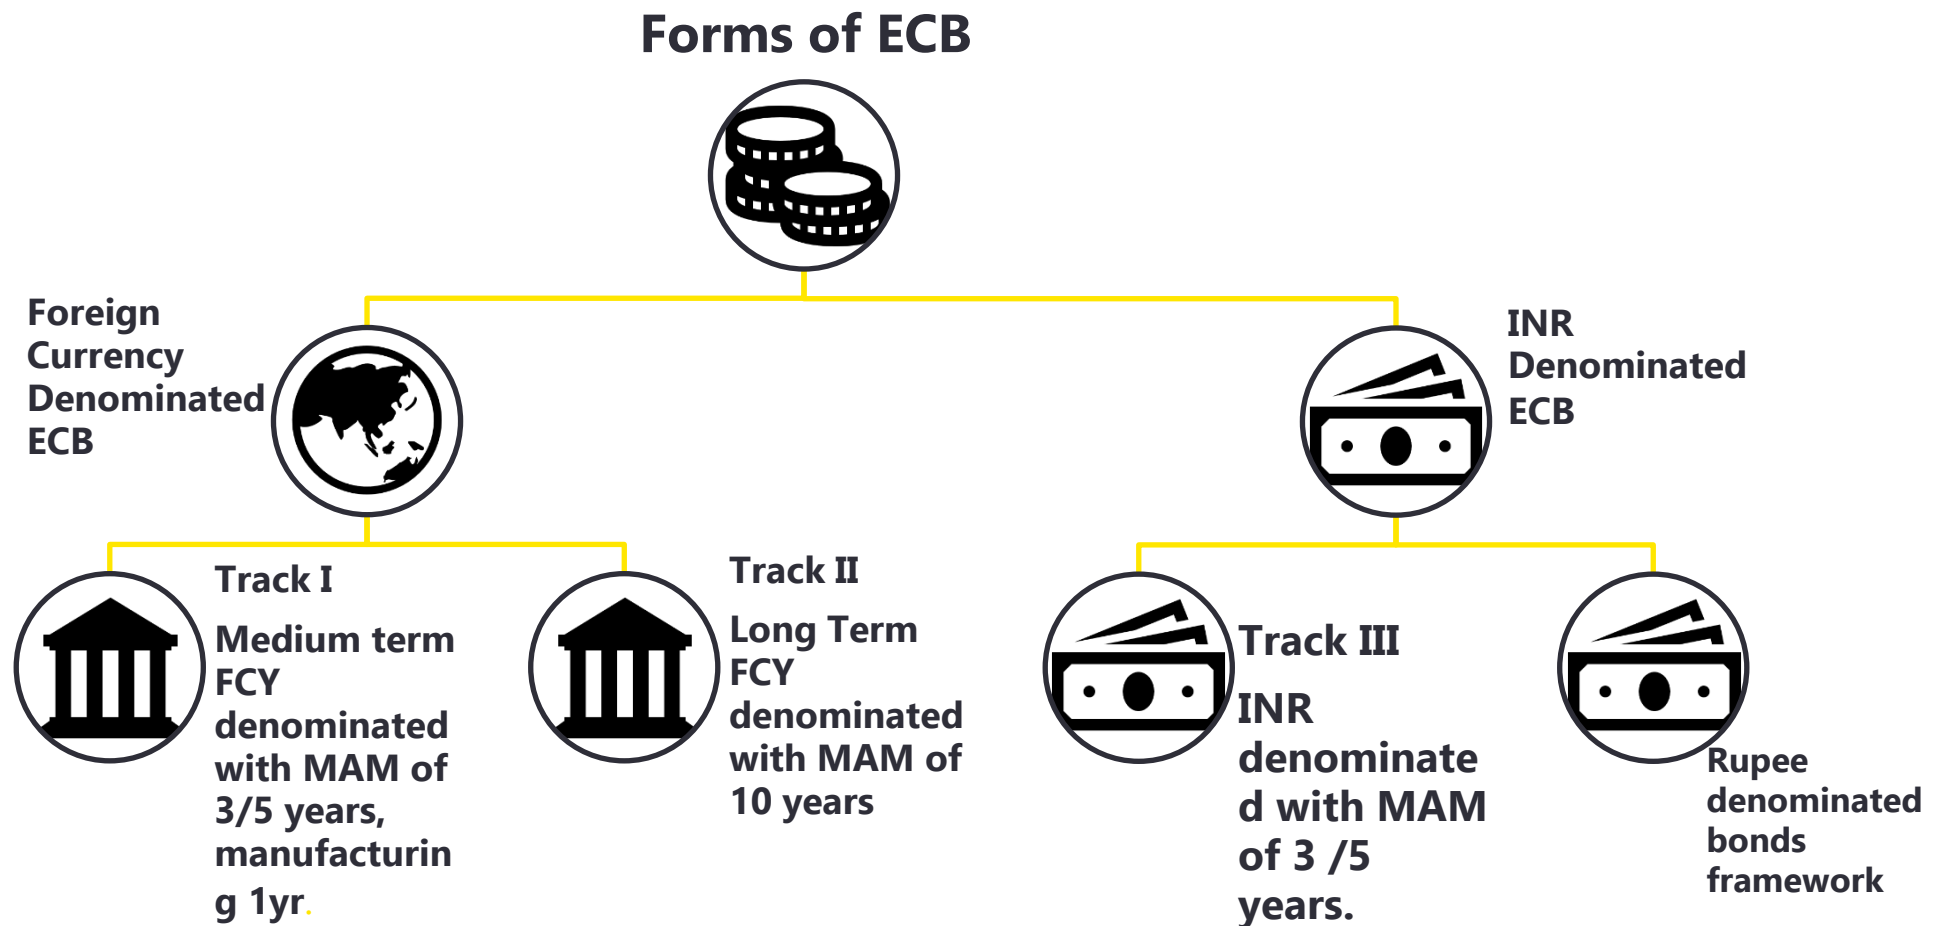 Forms of ECB
Foreign
Currency
Denominated
ECB
INR
Denominated
ECB
Track I
Medium term
FCY
denominated
with MAM of
3/5 years,
manufacturin
g 1yr.
Track II
Long Term
FCY
denominated
with MAM of
10 years
Track III
INR
denominate
d with MAM
of 3 /5
years.
Rupee
denominated
bonds
framework